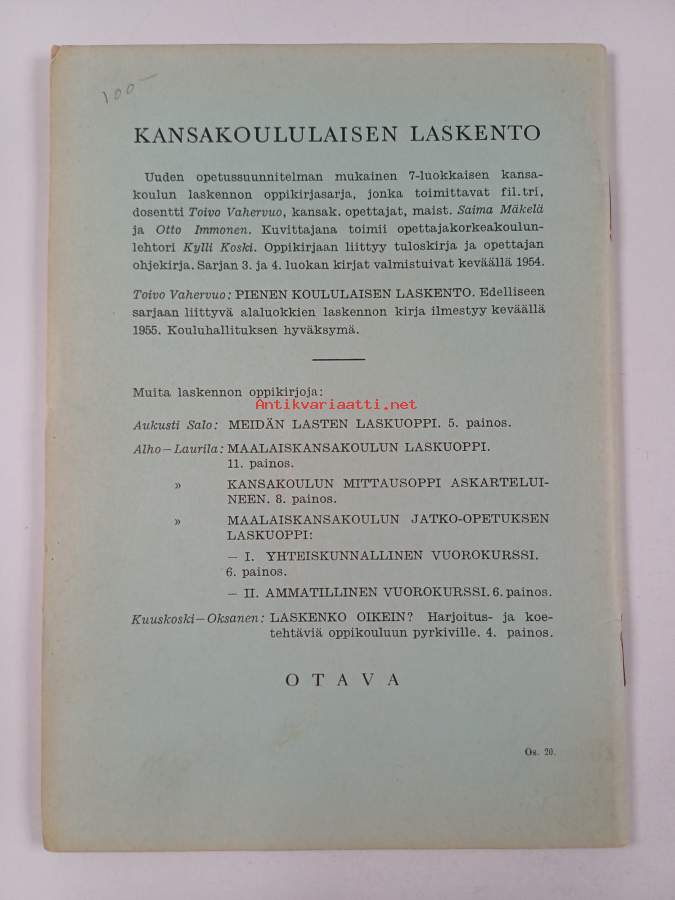 100-
KANSAKOULULAISEN LASKENTO
Uuden opetussuunnitelman mukainen 7-luokkaisen kansa-
koulun laskennon oppikirjasarja, jonka toimittavat fil.tri,
dosentti Toivo Vahervuo, kansak. opettajat, maist. Saima Mäkelä
ja Otto Immonen. Kuvittajana toimii opettajakorkeakoulun-
lehtori Kylli Koski. Oppikirjaan liittyy tuloskirja ja opettajan
ohjekirja. Sarjan 3. ja 4. luokan kirjat valmistuivat keväällä 1954.
Toivo Vahervuo: PIENEN KOULULAISEN LASKENTO. Edelliseen
sarjaan liittyvä alaluokkien laskennon kirja ilmestyy keväällä
1955. Kouluhallituksen hyväksymä.
Muita laskennon oppikirjoja:
Antikvariaatti.net
Aukusti Salo: MEIDÄN LASTEN LASKUOPPI. 5. painos.
Alho—Laurila: MAALAISKANSAKOULUN LASKUOPPI.
11. painos.
» KANSAKOULUN MITTAUSOPPI ASKARTELUI-
NEEN. 8. painos.
» MAALAISKANSAKOULUN JATKO-OPETUKSEN
LASKUOPPI:
— I. YHTEISKUNNALLINEN VUOROKURSSI.
6. painos.
— II. AMMATILLINEN VUOROKURSSI. 6. painos.
Kuuskoski—Oksanen: LASKENKO OIKEIN? Harjoitus- ja koe-
tehtäviä oppikouluun pyrkiville. 4. painos.
OTAVA
Os. 20.